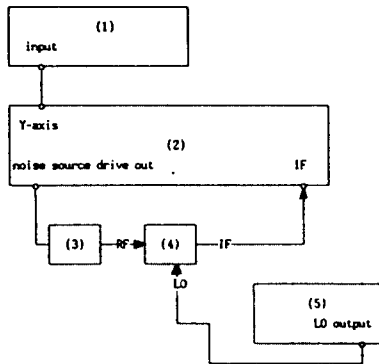 (1)
input
Y-axis
(2)
noise source drive out IF
(3) RF (4) IF
LO
(5)
LO output